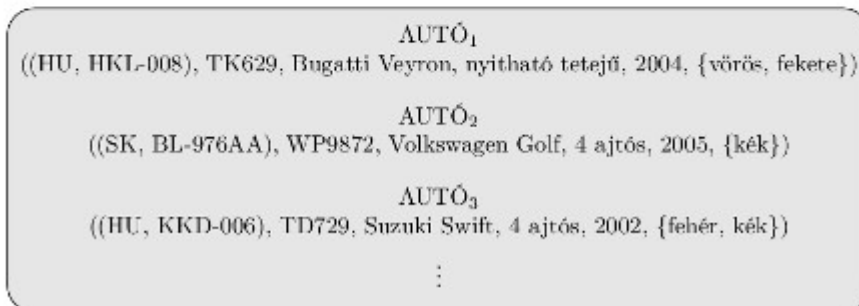 AUTÓ₁
((HU, HKL-008), TK629, Bugatti Veyron, nyitható tetejű, 2004, {vörös, fekete})
AUTÓ₂
((SK, BL-976AA), WP9872, Volkswagen Golf, 4 ajtós, 2005, {kék})
AUTÓ₃
((HU, KKD-006), TD729, Suzuki Swift, 4 ajtós, 2002, {fehér, kék})
⋮